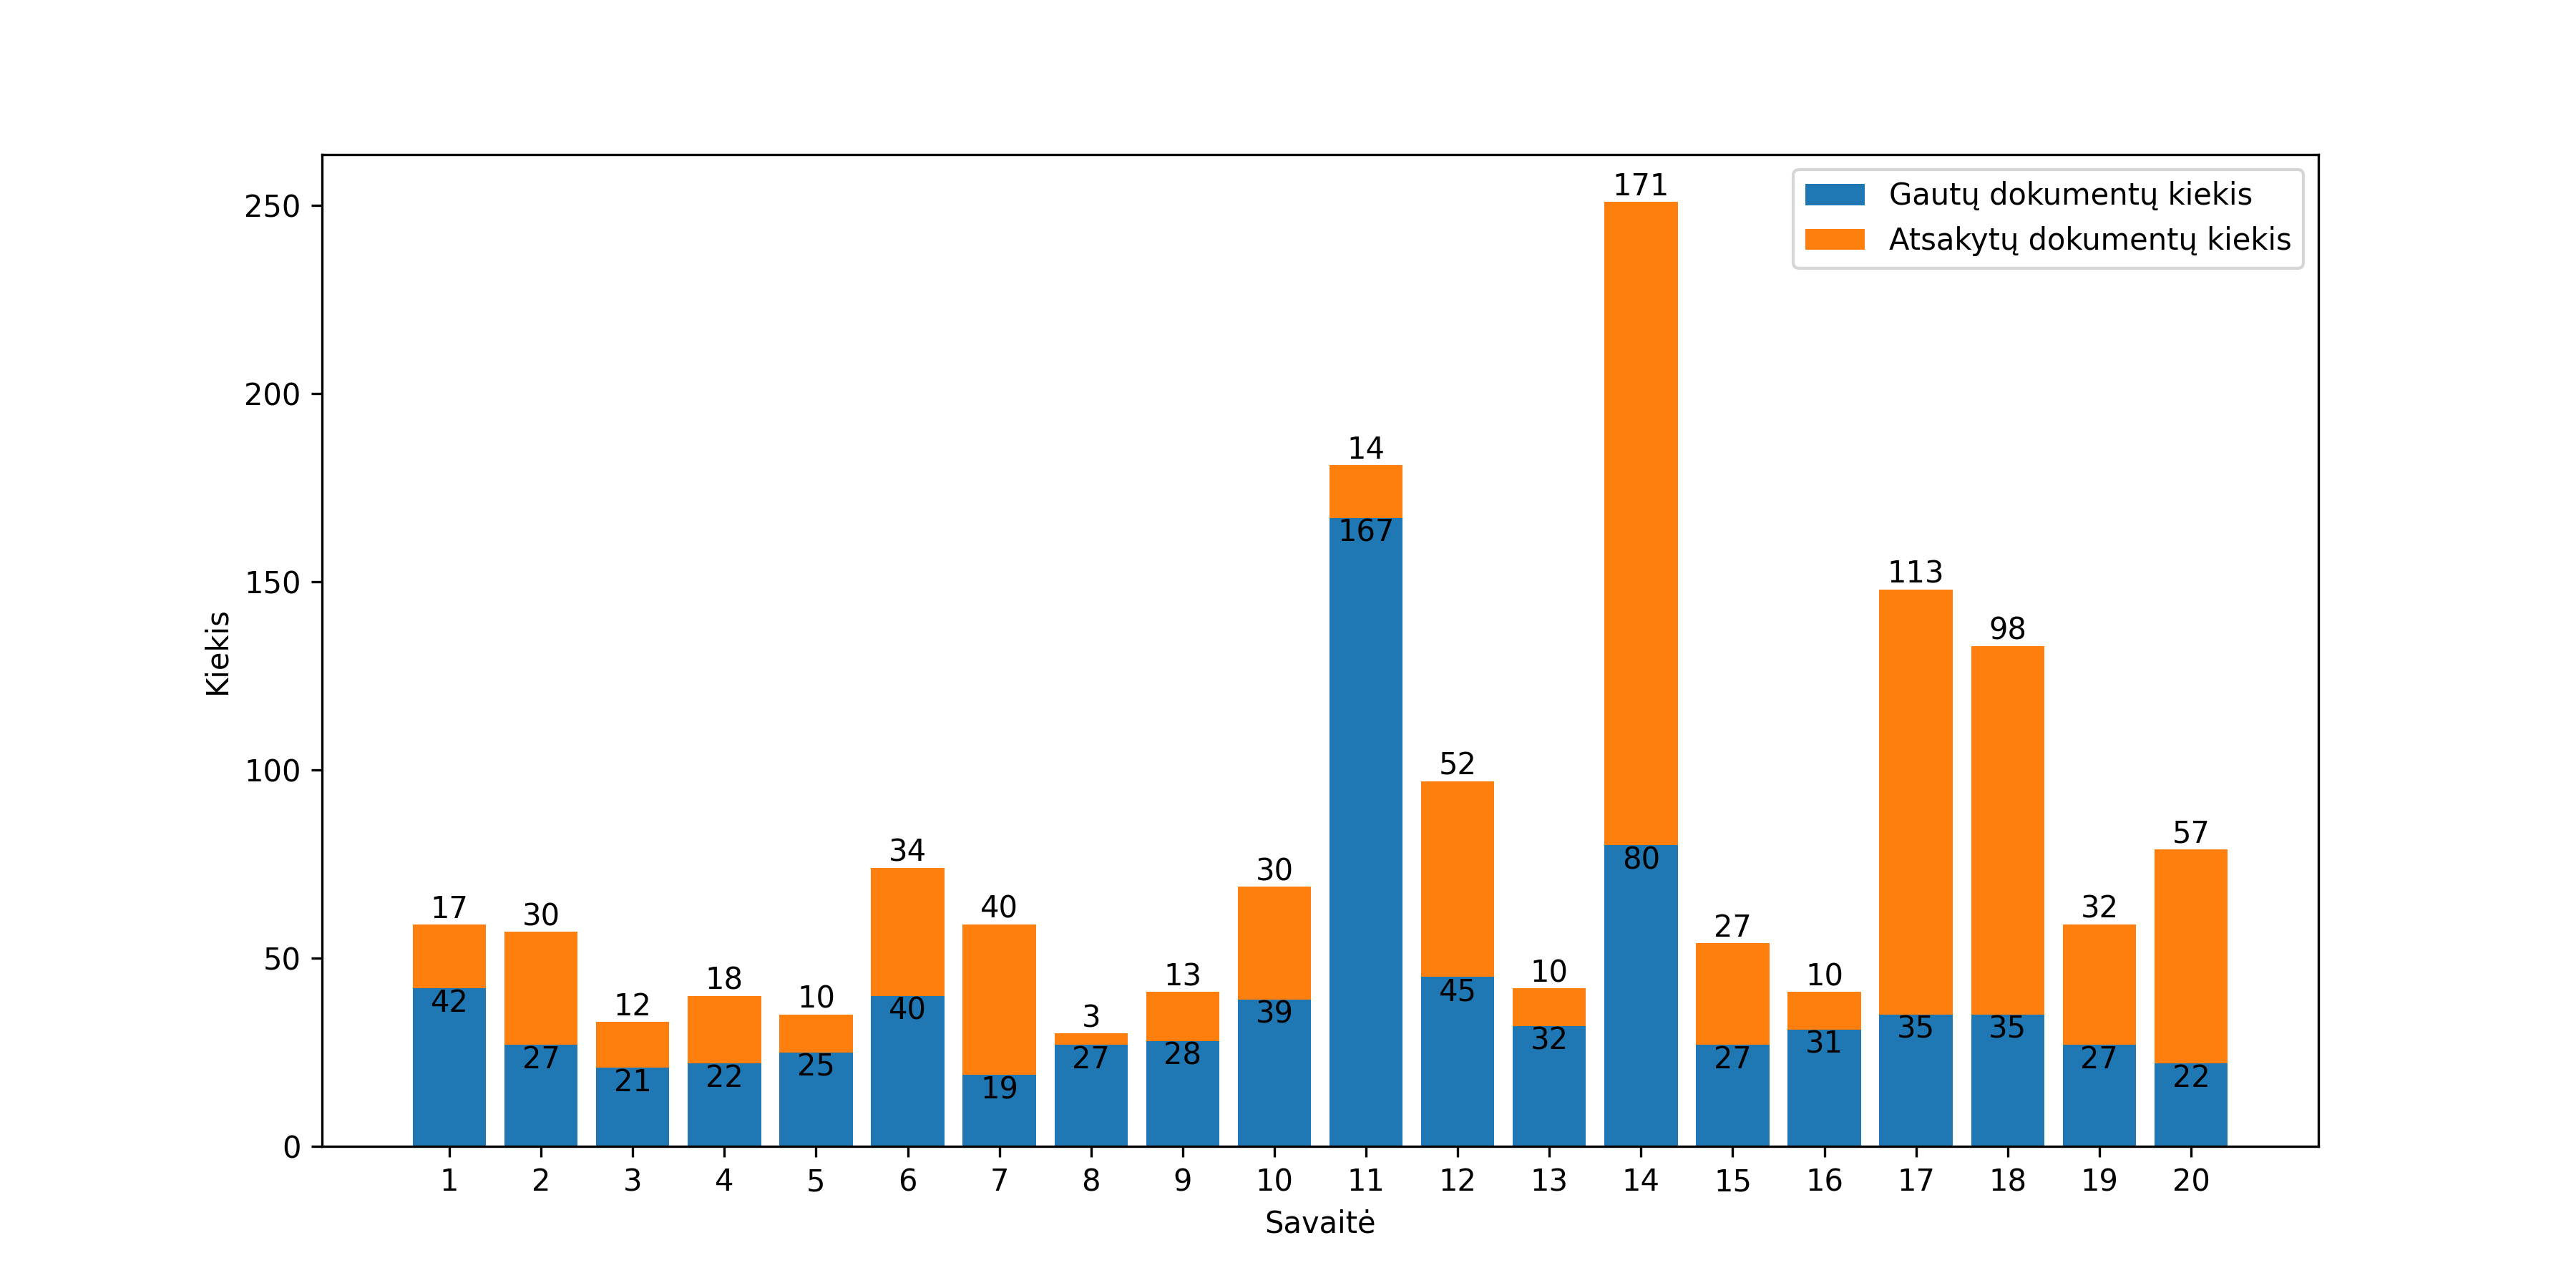 Gautų dokumentų kiekis
Atsakytų dokumentų kiekis
Kiekis
250
200
150
100
50
0
17 30 12 18 10 34 40 3 13 30 14 52 10 171 27 10 113 98 32 57
42 27 21 22 25 40 19 27 28 39 167 45 32 80 27 31 35 35 27 22
1 2 3 4 5 6 7 8 9 10 11 12 13 14 15 16 17 18 19 20
Savaitė